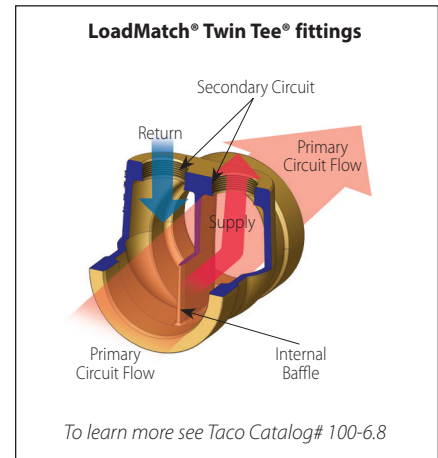 LoadMatch® Twin Tee® fittings
Secondary Circuit
Return
Primary
Circuit Flow
Supply
Primary
Circuit Flow
Internal
Baffle
To learn more see Taco Catalog# 100-6.8